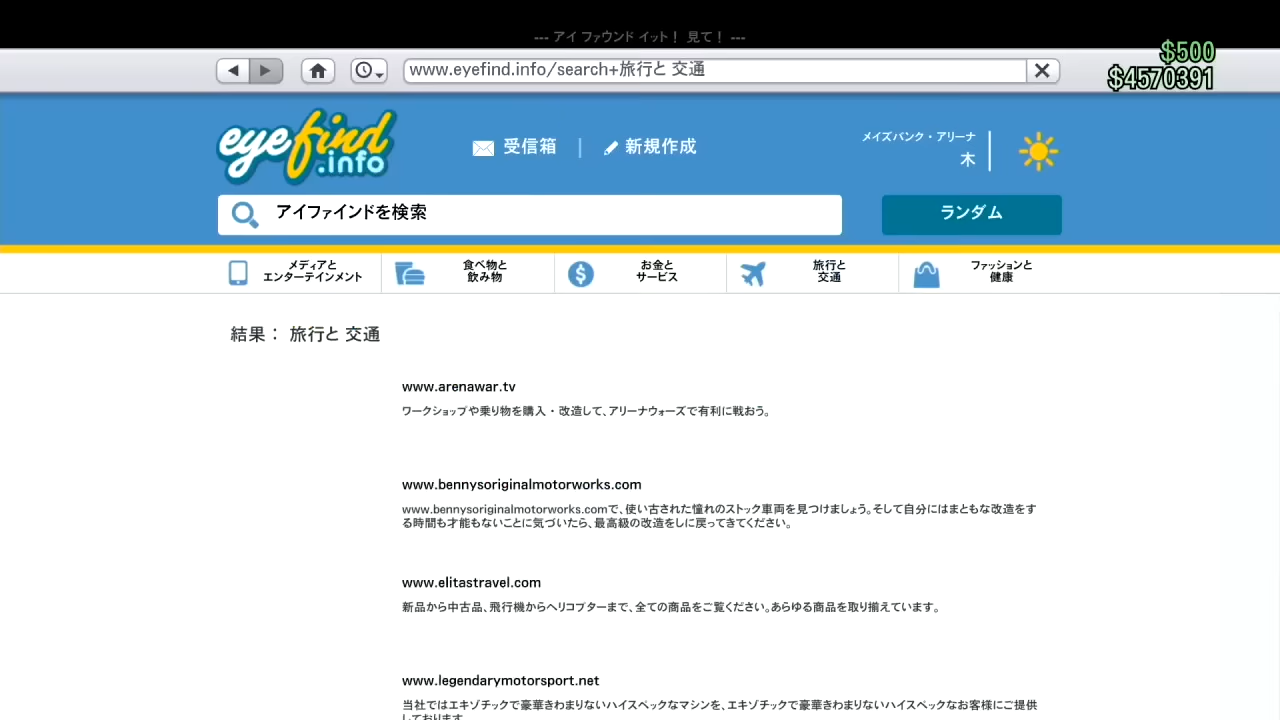 --- アイ ファウンド イット！ 見て！ ---
$500
www.eyefind.info/search+旅行と 交通
$4570391
eyefind.info
受信箱
新規作成
メイズバンク・アリーナ
木
アイファインドを検索
ランダム
メディアと
エンターテインメント
食べ物と
飲み物
お金と
サービス
旅行と
交通
ファッションと
健康
結果： 旅行と 交通
www.arenawar.tv
ワークショップや乗り物を購入・改造して、アリーナウォーズで有利に戦おう。
www.bennysoriginalmotorworks.com
www.bennysoriginalmotorworks.comで、使い古された憧れのストック車両を見つけましょう。そして自分にはまともな改造をす
る時間も才能もないことに気づいたら、最高級の改造をしに戻ってきてください。
www.elitastravel.com
新品から中古品、飛行機からヘリコプターまで、全ての商品をご覧ください。あらゆる商品を取り揃えています。
www.legendarymotorsport.net
当社ではエキゾチックで豪華きわまりないハイスペックなマシンを、エキゾチックで豪華きわまりないハイスペックなお客様にご提供
しております。